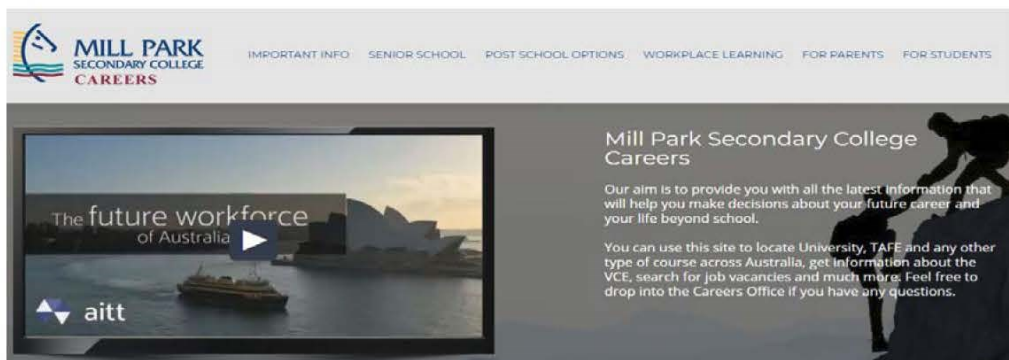 MILL PARK
SECONDARY COLLEGE
CAREERS
IMPORTANT INFO SENIOR SCHOOL POST SCHOOL OPTIONS WORKPLACE LEARNING FOR PARENTS FOR STUDENTS
The future workforce
of Australia
aitt
Mill Park Secondary College
Careers
Our aim is to provide you with all the latest information that
will help you make decisions about your future career and
your life beyond school.
You can use this site to locate University, TAFE and any other
type of course across Australia, get information about the
VCE, search for job vacancies and much more. Feel free to
drop into the Careers Office if you have any questions.